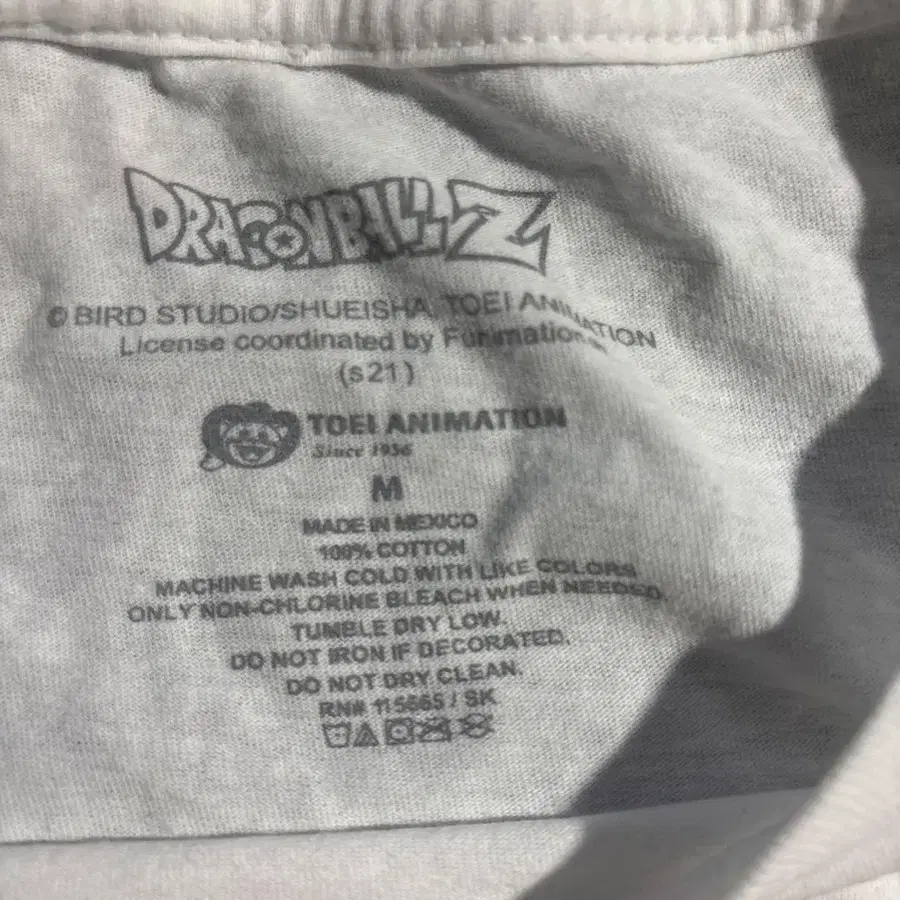 DRAGONBALL Z
© BIRD STUDIO/SHUEISHA, TOEI ANIMATION
License coordinated by Funimation
(s21)
TOEI ANIMATION
Since 1956
M
MADE IN MEXICO
100% COTTON
MACHINE WASH COLD WITH LIKE COLORS
ONLY NON-CHLORINE BLEACH WHEN NEEDED.
TUMBLE DRY LOW.
DO NOT IRON IF DECORATED.
DO NOT DRY CLEAN.
RN# 115665 / SK